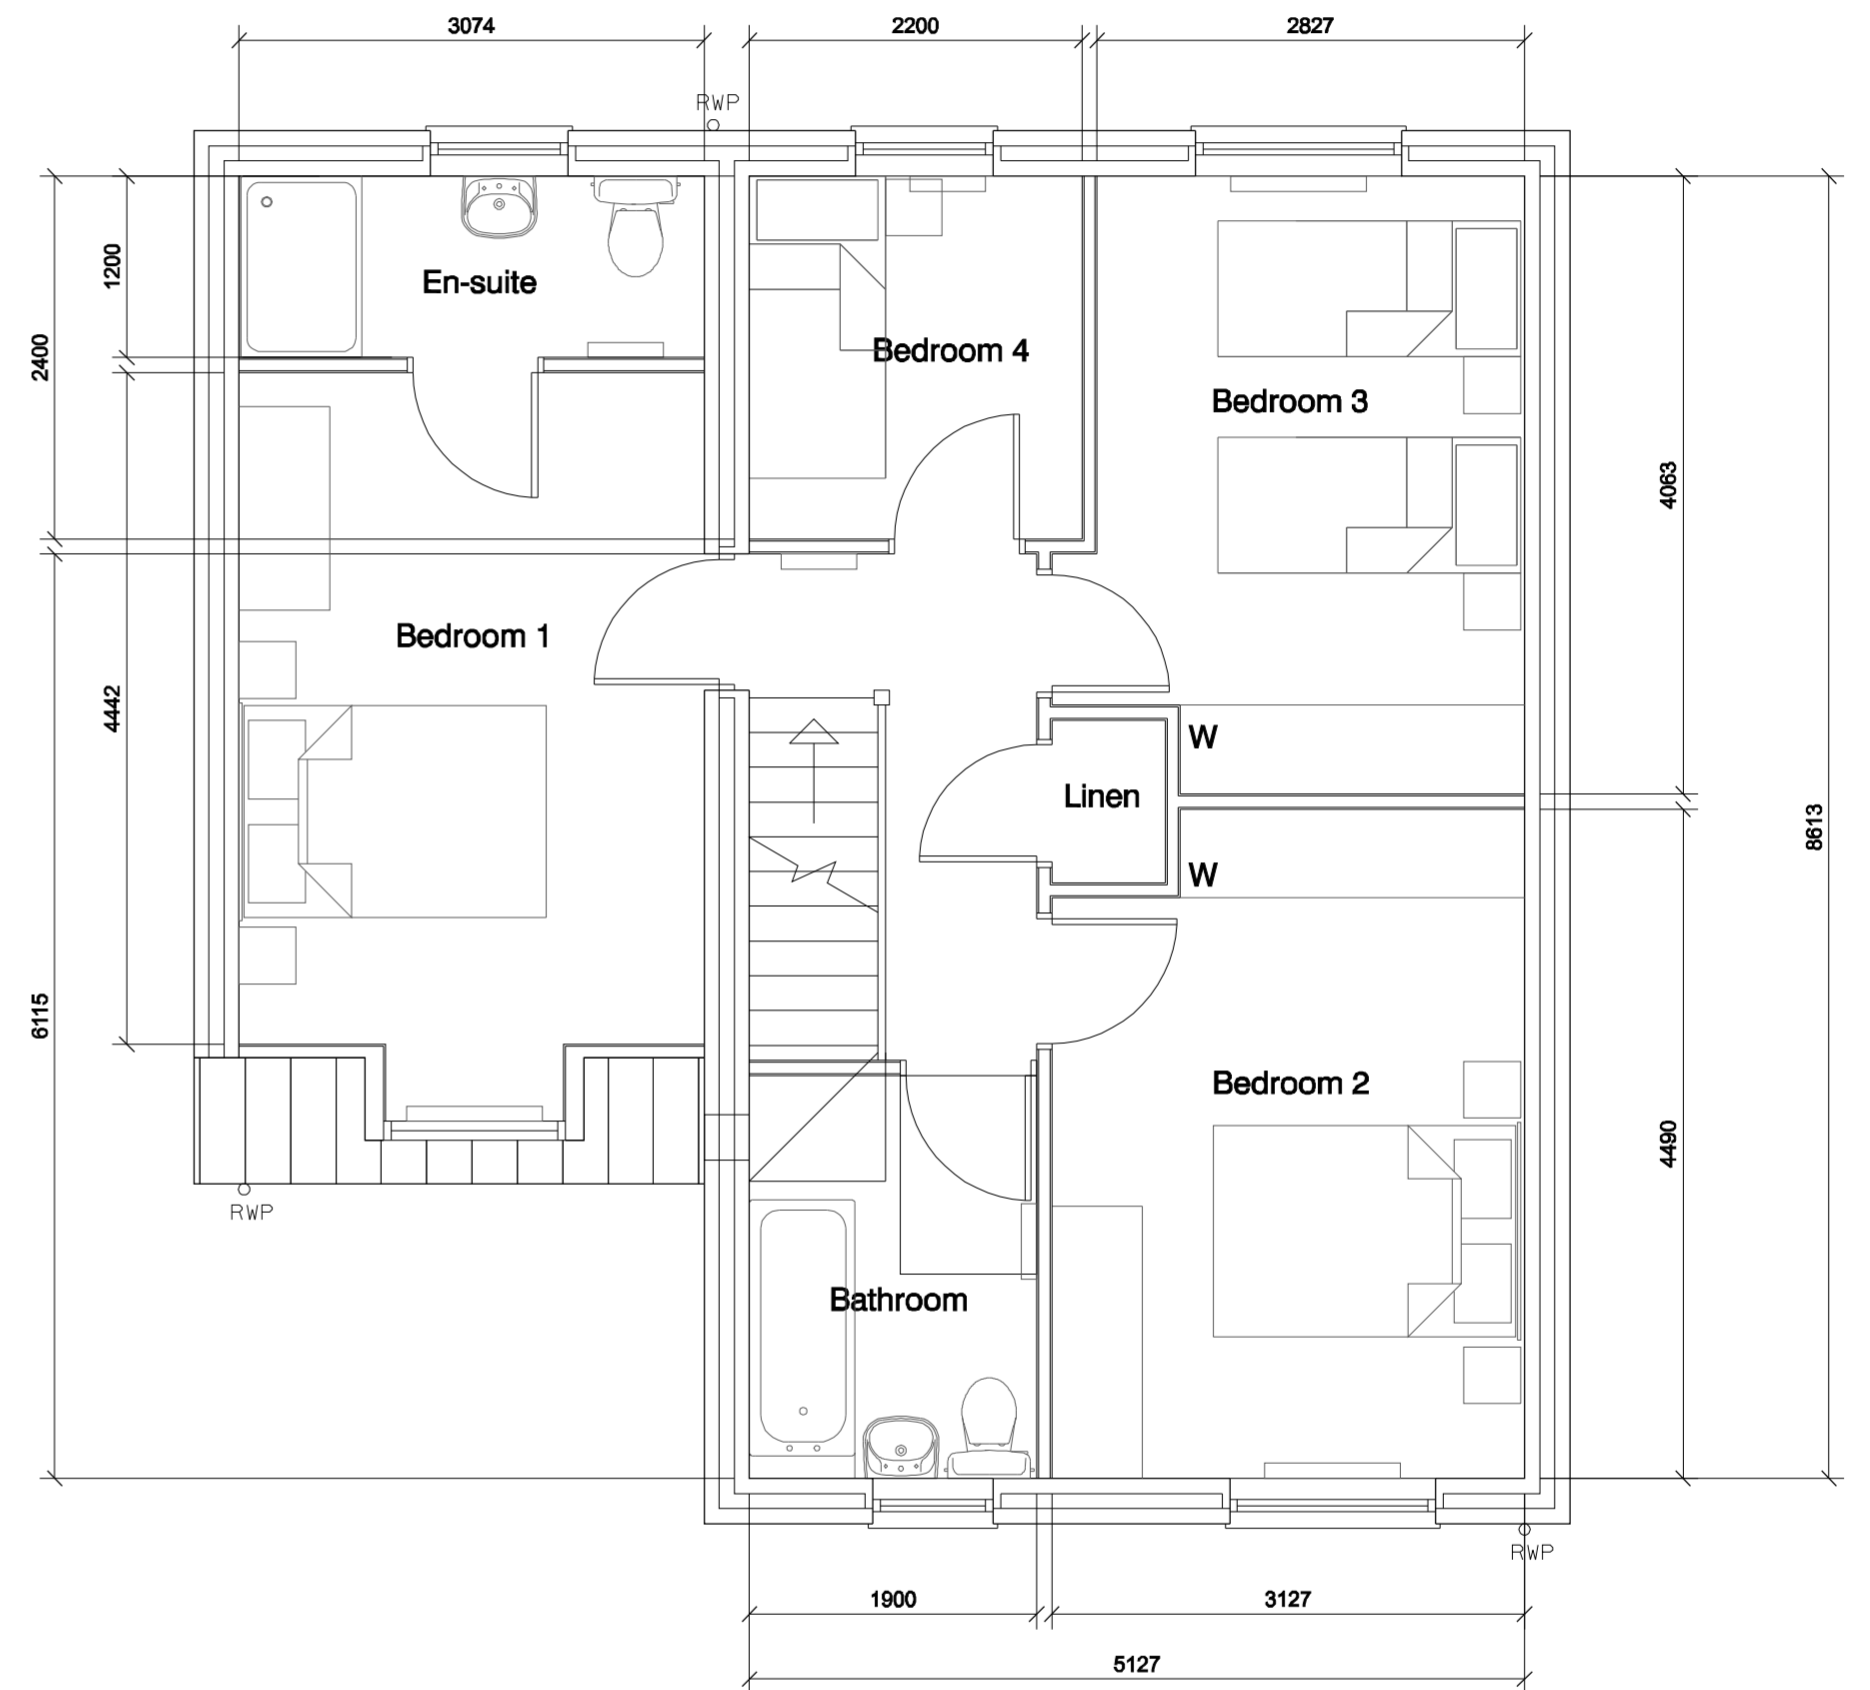 3074
2200
2827
RWP
1200
En-suite
2400
Bedroom 4
Bedroom 3
4063
Bedroom 1
4442
W
Linen
8613
W
6115
Bedroom 2
4490
RWP
Bathroom
RWP
1900
3127
5127